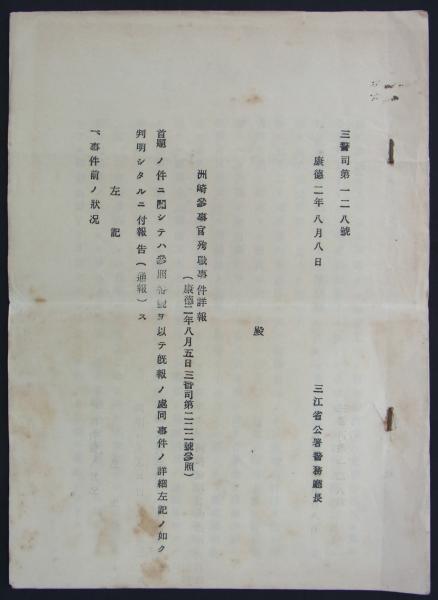 三警司第一二八號
康德二年八月八日
三江省公署警務廳長
殿
洲崎參事官殉職事件詳報
（康德二年八月五日三警司第二二二號參照）
首題ノ件ニ關シテハ參照番號ヲ以テ既報ノ處同事件ノ詳細左記ノ如ク
判明シタルニ付報告（通報）ス
左記
一、事件前ノ狀況